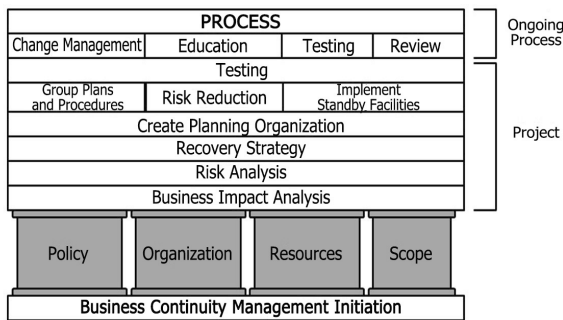 PROCESS
Change Management Education Testing Review
Ongoing
Process
Testing
Group Plans
and Procedures
Risk Reduction
Implement
Standby Facilities
Create Planning Organization
Recovery Strategy
Risk Analysis
Business Impact Analysis
Project
Policy Organization Resources Scope
Business Continuity Management Initiation